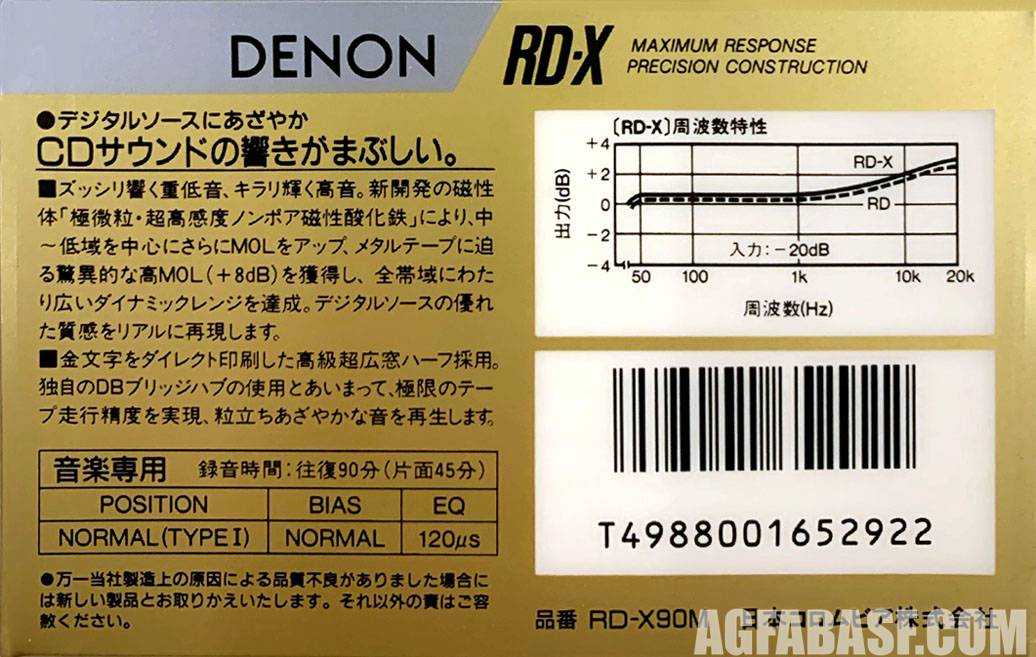 DENON
RD-X
MAXIMUM RESPONSE
PRECISION CONSTRUCTION
●デジタルソースにあざやか
CDサウンドの響きがまぶしい。
■ズッシリ響く重低音、キラリ輝く高音。新開発の磁性
体「極微粒・超高感度ノンポア磁性酸化鉄」により、中
～低域を中心にさらにMOLをアップ、メタルテープに迫
る驚異的な高MOL(+8dB)を獲得し、全帯域にわた
り広いダイナミックレンジを達成。デジタルソースの優れ
た質感をリアルに再現します。
■金文字をダイレクト印刷した高級超広窓ハーフ採用。
独自のDBブリッジハブの使用とあいまって、極限のテー
プ走行精度を実現、粒立ちあざやかな音を再生します。
音楽専用 録音時間:往復90分(片面45分)
POSITION BIAS EQ
NORMAL(TYPE I) NORMAL 120μs
●万一当社製造上の原因による品質不良がありました場合に
は新しい製品とお取りかえいたします。それ以外の責はご容
赦ください。
〔RD-X〕周波数特性
出力(dB)
+4
+2
0
-2
-4
RD-X
RD
入力:-20dB
50 100 1k 10k 20k
周波数(Hz)
T4988001652922
品番 RD-X90M 日本コロムビア株式会社
AGFABASF.COM